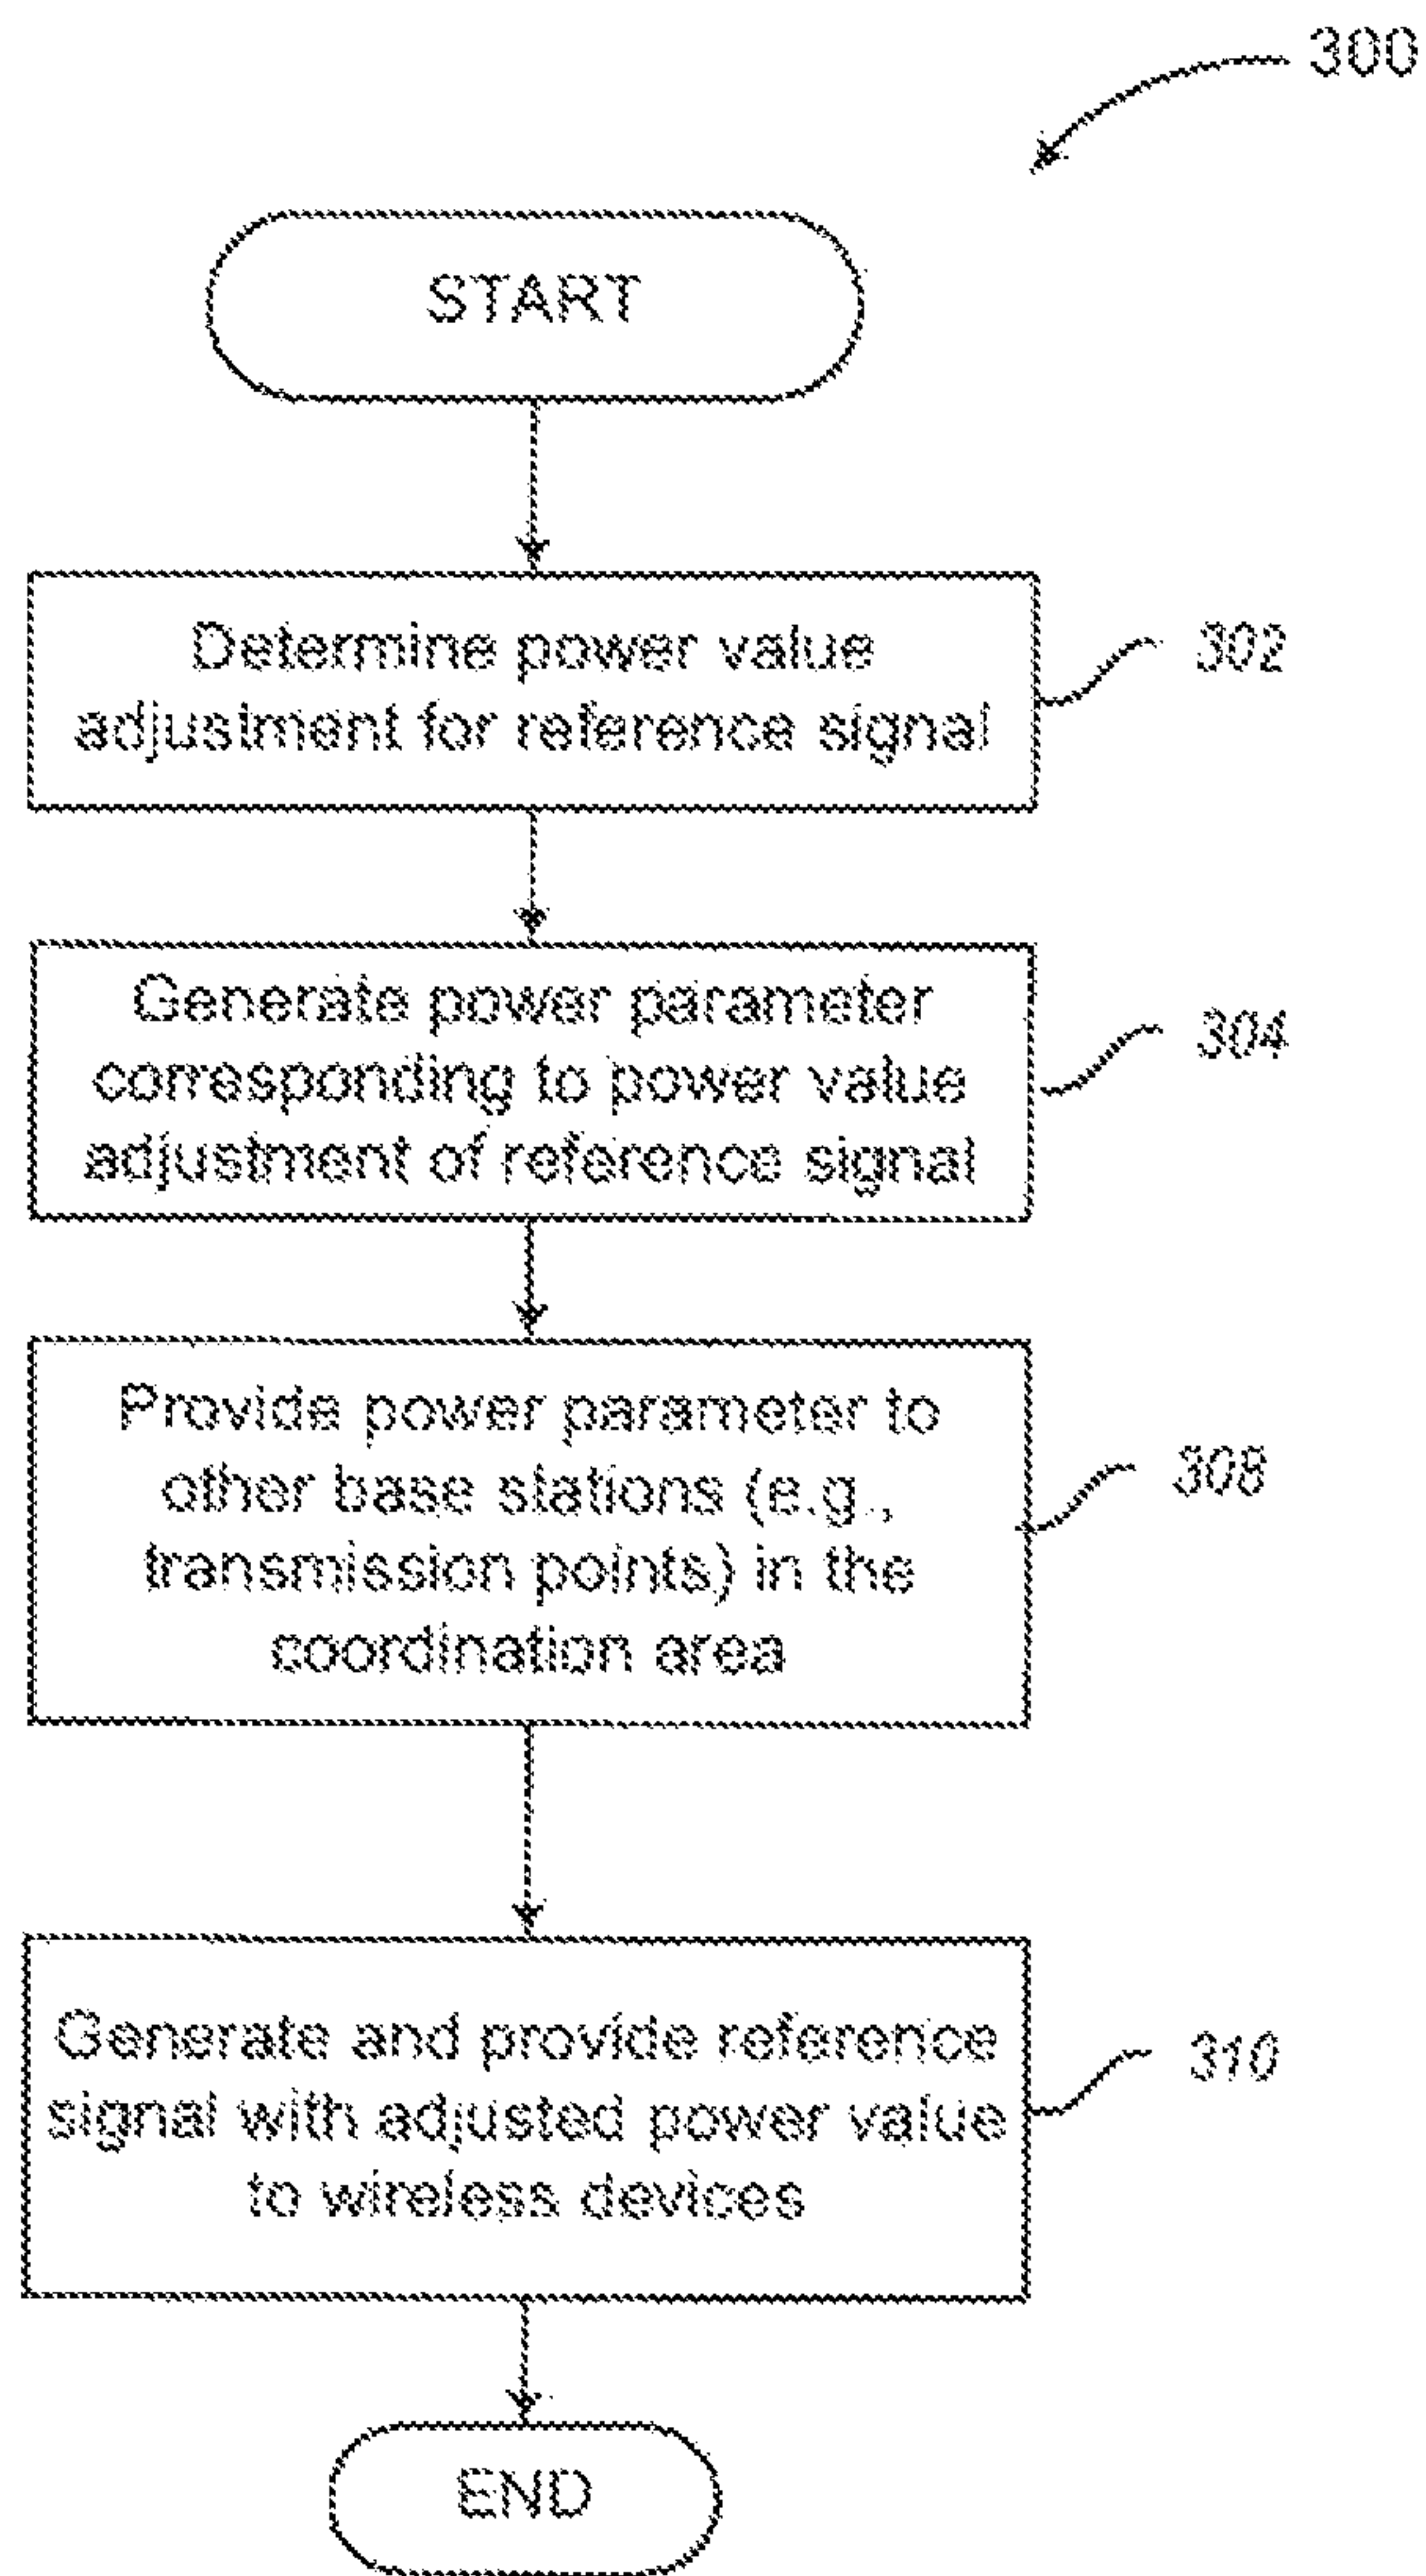 300
START
Determine power value
adjustment for reference signal
302
Generate power parameter
corresponding to power value
adjustment of reference signal
304
Provide power parameter to
other base stations (e.g.,
transmission points) in the
coordination area
308
Generate and provide reference
signal with adjusted power value
to wireless devices
310
END